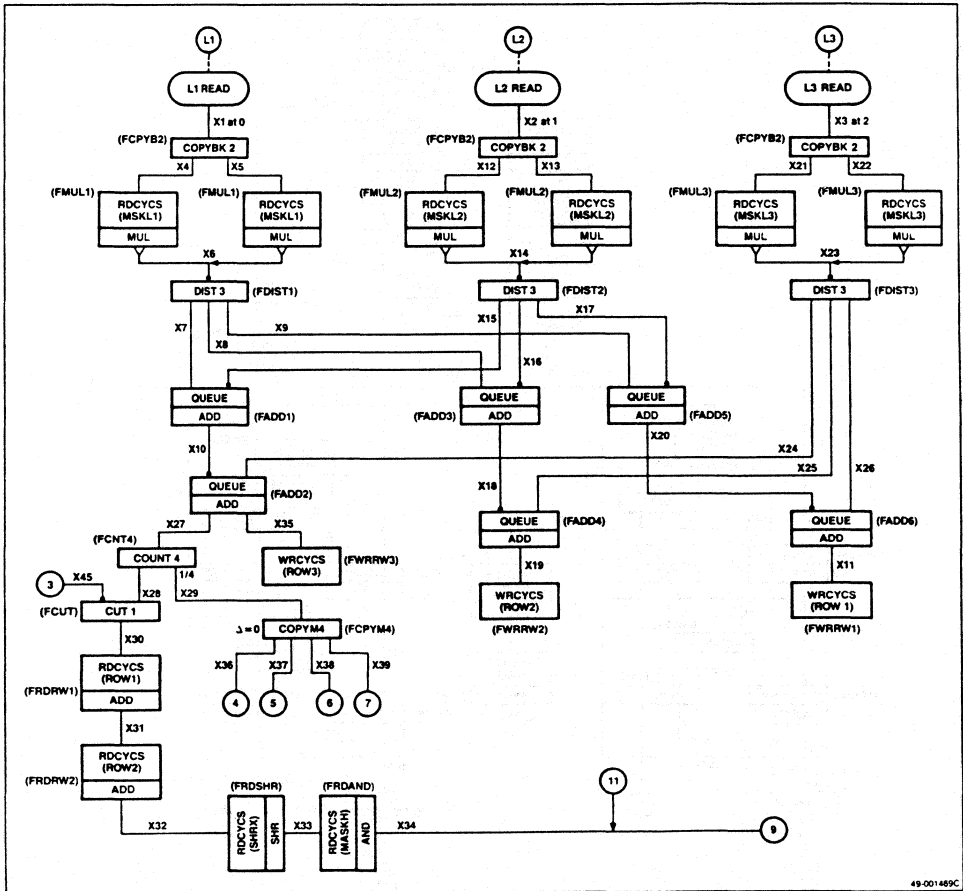 L1 L2 L3
L1 READ L2 READ L3 READ
X1 at 0 X2 at 1 X3 at 2
(FCPYB2) COPYBK 2 (FCPYB2) COPYBK 2 (FCPYB2) COPYBK 2
X4 X5 X12 X13 X21 X22
(FMUL1) (FMUL1) (FMUL2) (FMUL2) (FMUL3) (FMUL3)
RDCYCS RDCYCS RDCYCS RDCYCS RDCYCS RDCYCS
(MSKL1) (MSKL1) (MSKL2) (MSKL2) (MSKL3) (MSKL3)
MUL MUL MUL MUL MUL MUL
X6 X14 X23
DIST 3 (FDIST1) DIST 3 (FDIST2) DIST 3 (FDIST3)
X7 X9 X15 X17
X8 X16
QUEUE QUEUE QUEUE
ADD (FADD1) (FADD3) ADD ADD (FADD5)
X10 X20 X24
X18 X25 X26
QUEUE (FADD2)
ADD
QUEUE (FADD4) QUEUE (FADD6)
ADD ADD
X27 X35
(FCNT4) COUNT 4 WRCYCS (FWRRW3)
(ROW3)
X19 X11
3 X45 X28 1/4 X29
WRCYCS WRCYCS
(ROW2) (ROW 1)
(FWRRW2) (FWRRW1)
(FCUT) CUT 1
X30
Δ = 0 COPYM4 (FCPYM4)
X36 X37 X38 X39
4 5 6 7
(FRDRW1) RDCYCS
(ROW1)
ADD
X31
(FRDRW2) RDCYCS
(ROW2)
ADD
(FRDSHR) (FRDAND) 11
X32 RDCYCS (SHRX) SHR X33 RDCYCS (MASKH) AND X34 9
49-001469C